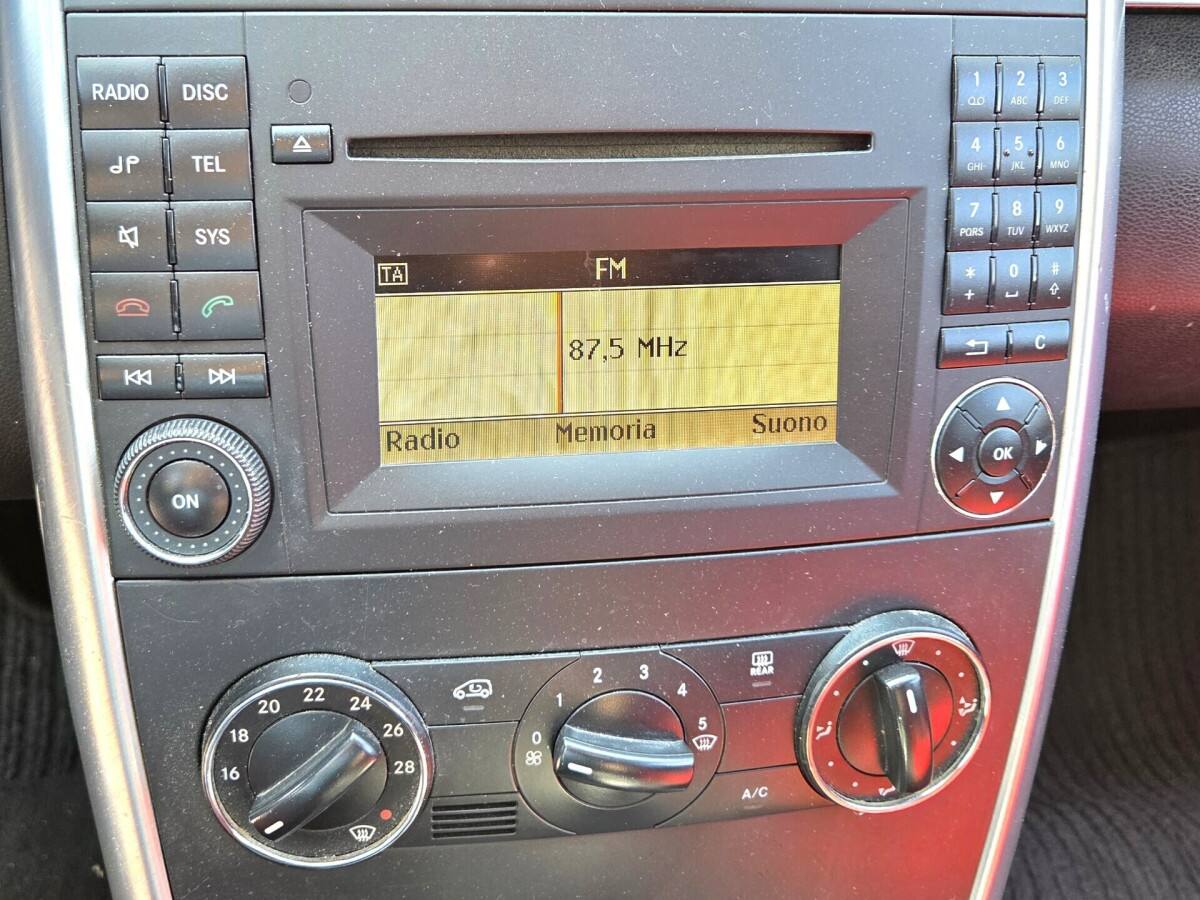 RADIO DISC
TEL
SYS
ON
TA FM
87,5 MHz
Radio Memoria Suono
1 2 3
ABC DEF
4 5 6
GHI JKL MNO
7 8 9
PQRS TUV WXYZ
* 0 #
+
C
OK
16 18 20 22 24 26 28
0 1 2 3 4 5
REAR
A/C